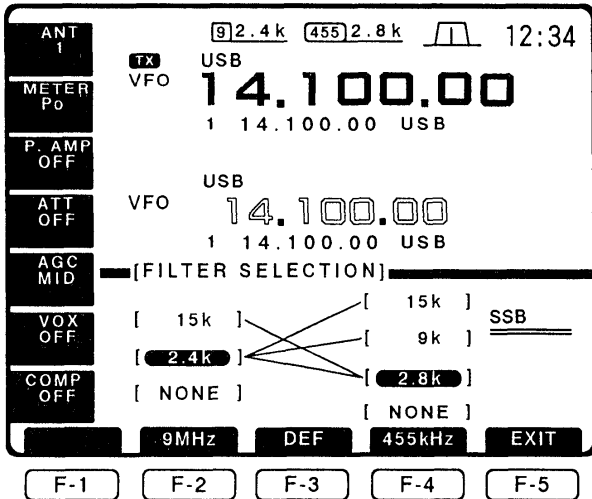 ANT
1
9 2.4k 455 2.8k 12:34
TX USB
VFO 14.100.00
1 14.100.00 USB
METER
Po
P. AMP
OFF
ATT
OFF
AGC
MID
VOX
OFF
COMP
OFF
USB
VFO 14.100.00
1 14.100.00 USB
[FILTER SELECTION]
[ 15k ]
[ 2.4k ]
[ NONE ]
[ 15k ]
[ 9k ]
[ 2.8k ]
[ NONE ]
SSB
9MHz DEF 455kHz EXIT
F-1 F-2 F-3 F-4 F-5